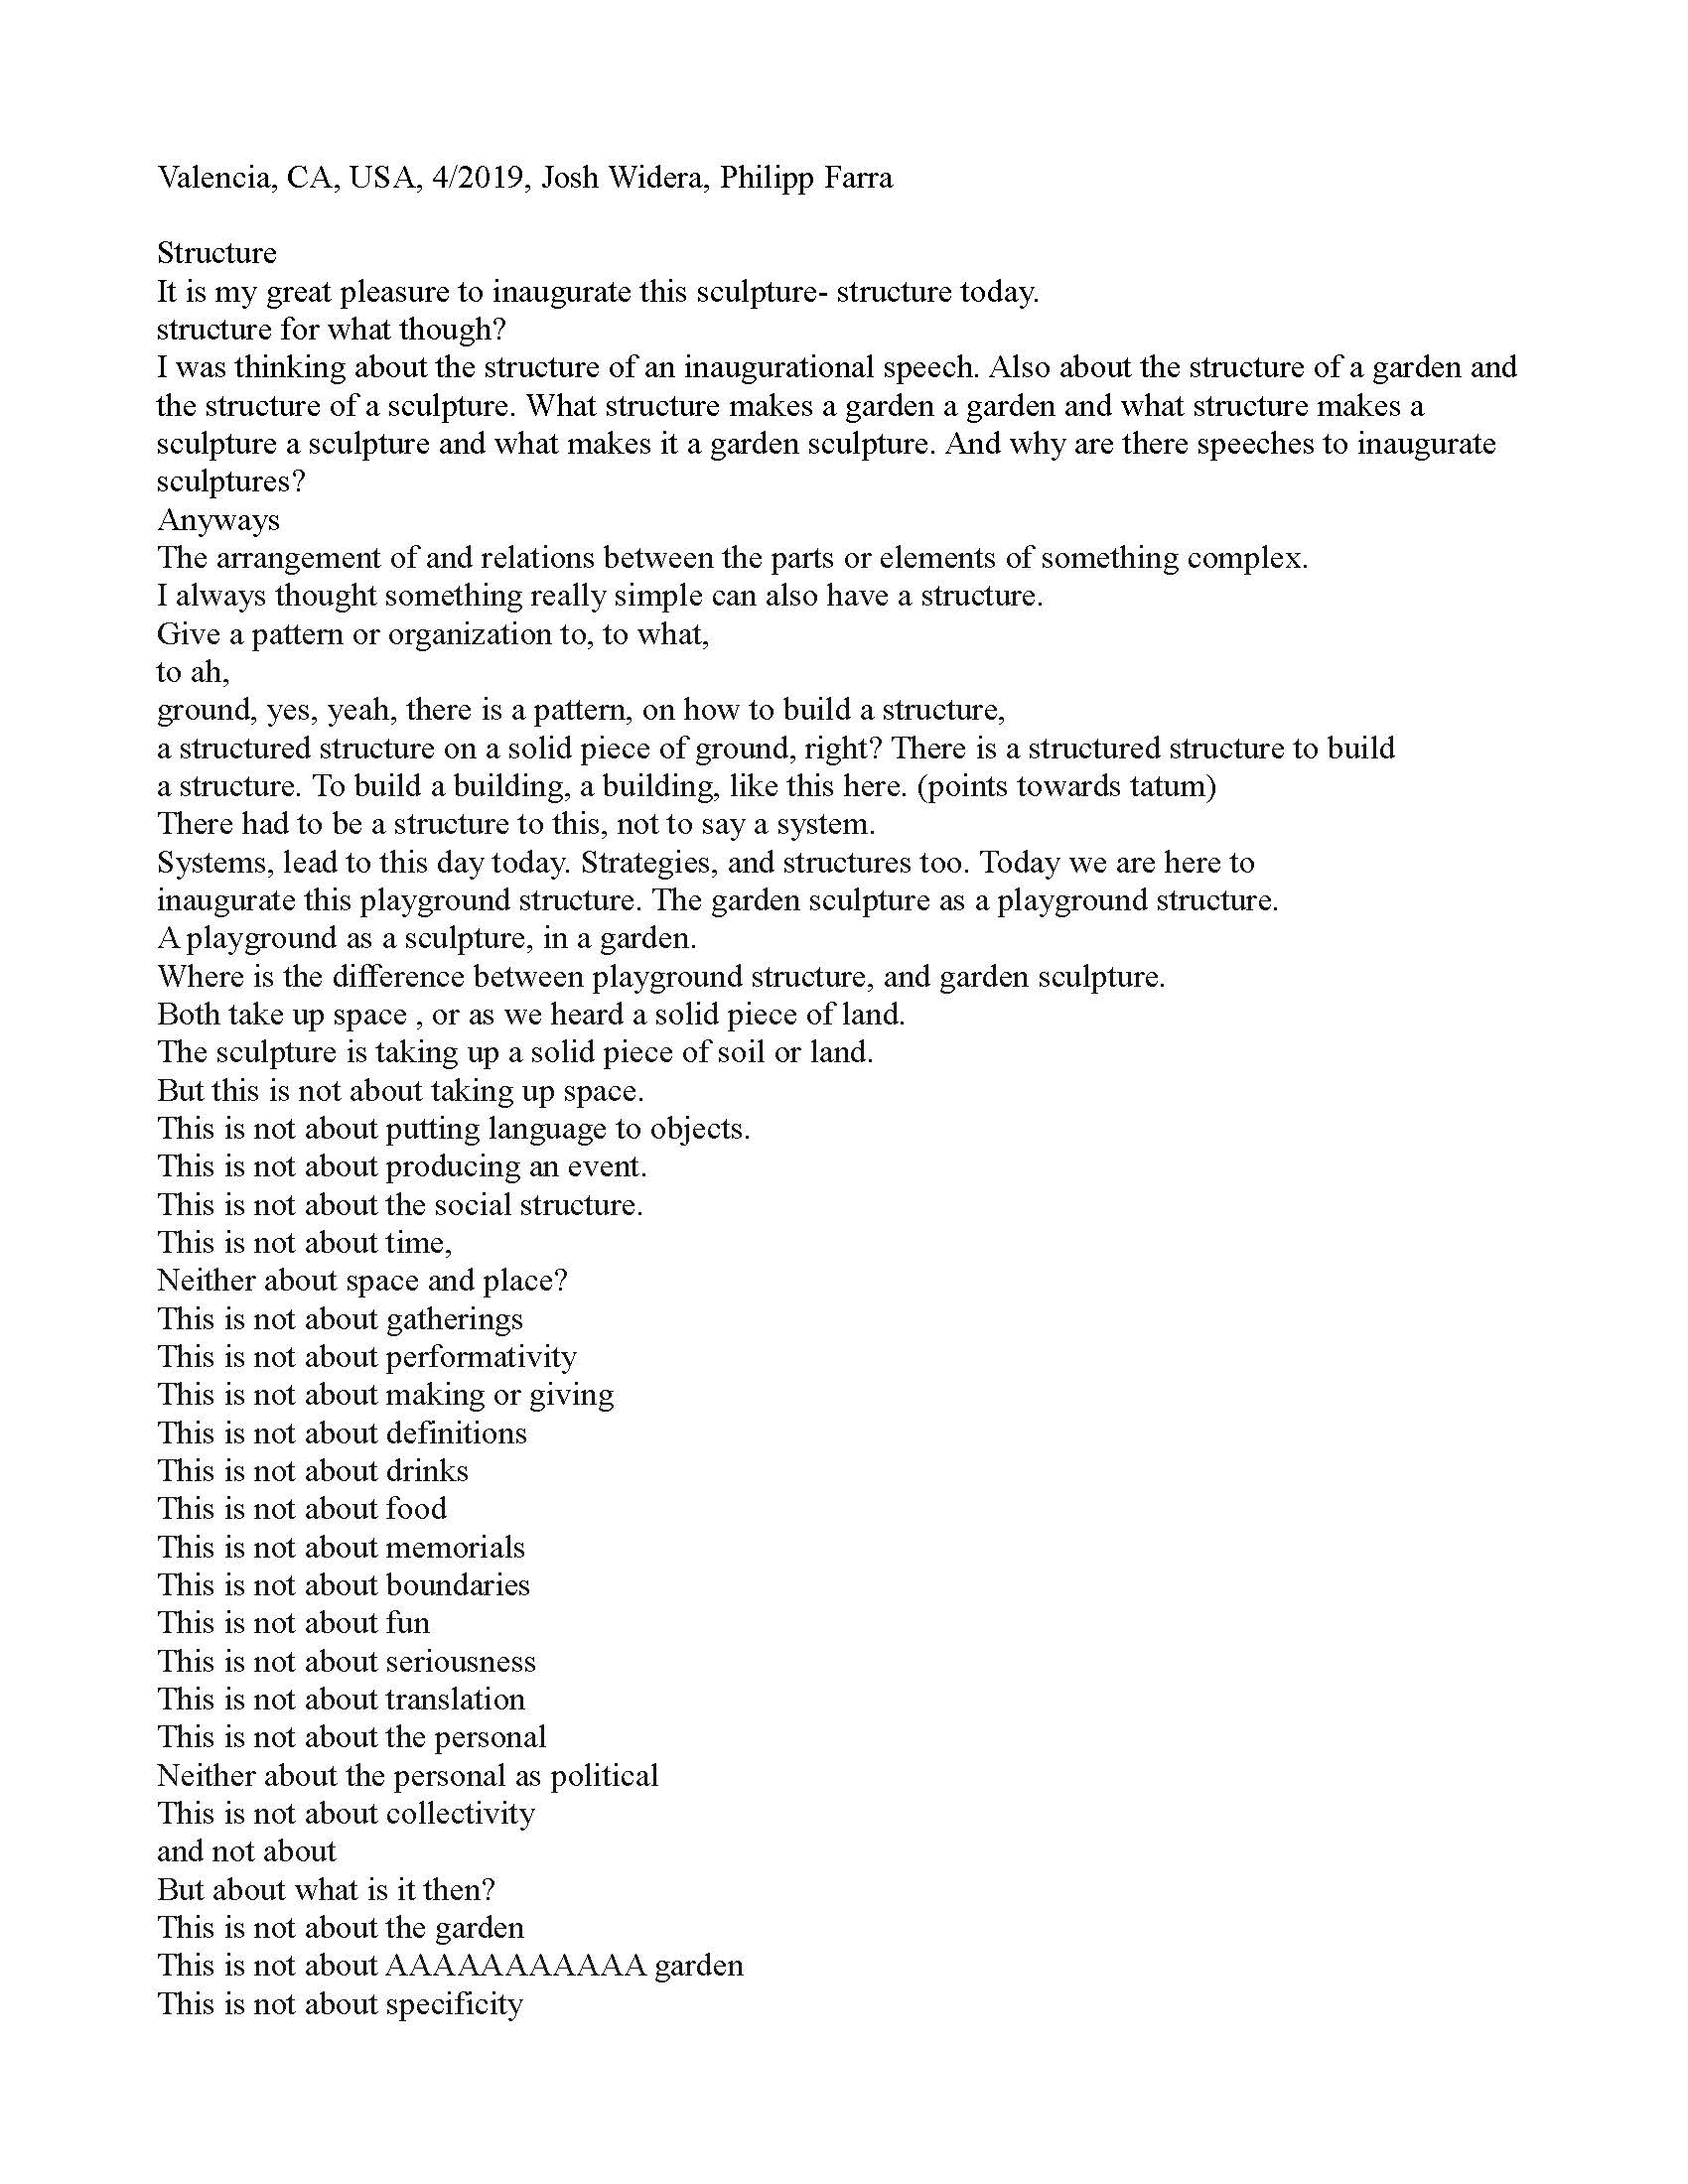 Valencia, CA, USA, 4/2019, Josh Widera, Philipp Farra
Structure
It is my great pleasure to inaugurate this sculpture- structure today.
structure for what though?
I was thinking about the structure of an inaugurational speech. Also about the structure of a garden and
the structure of a sculpture. What structure makes a garden a garden and what structure makes a
sculpture a sculpture and what makes it a garden sculpture. And why are there speeches to inaugurate
sculptures?
Anyways
The arrangement of and relations between the parts or elements of something complex.
I always thought something really simple can also have a structure.
Give a pattern or organization to, to what,
to ah,
ground, yes, yeah, there is a pattern, on how to build a structure,
a structured structure on a solid piece of ground, right? There is a structured structure to build
a structure. To build a building, a building, like this here. (points towards tatum)
There had to be a structure to this, not to say a system.
Systems, lead to this day today. Strategies, and structures too. Today we are here to
inaugurate this playground structure. The garden sculpture as a playground structure.
A playground as a sculpture, in a garden.
Where is the difference between playground structure, and garden sculpture.
Both take up space , or as we heard a solid piece of land.
The sculpture is taking up a solid piece of soil or land.
But this is not about taking up space.
This is not about putting language to objects.
This is not about producing an event.
This is not about the social structure.
This is not about time,
Neither about space and place?
This is not about gatherings
This is not about performativity
This is not about making or giving
This is not about definitions
This is not about drinks
This is not about food
This is not about memorials
This is not about boundaries
This is not about fun
This is not about seriousness
This is not about translation
This is not about the personal
Neither about the personal as political
This is not about collectivity
and not about
But about what is it then?
This is not about the garden
This is not about AAAAAAAAAAA garden
This is not about specificity